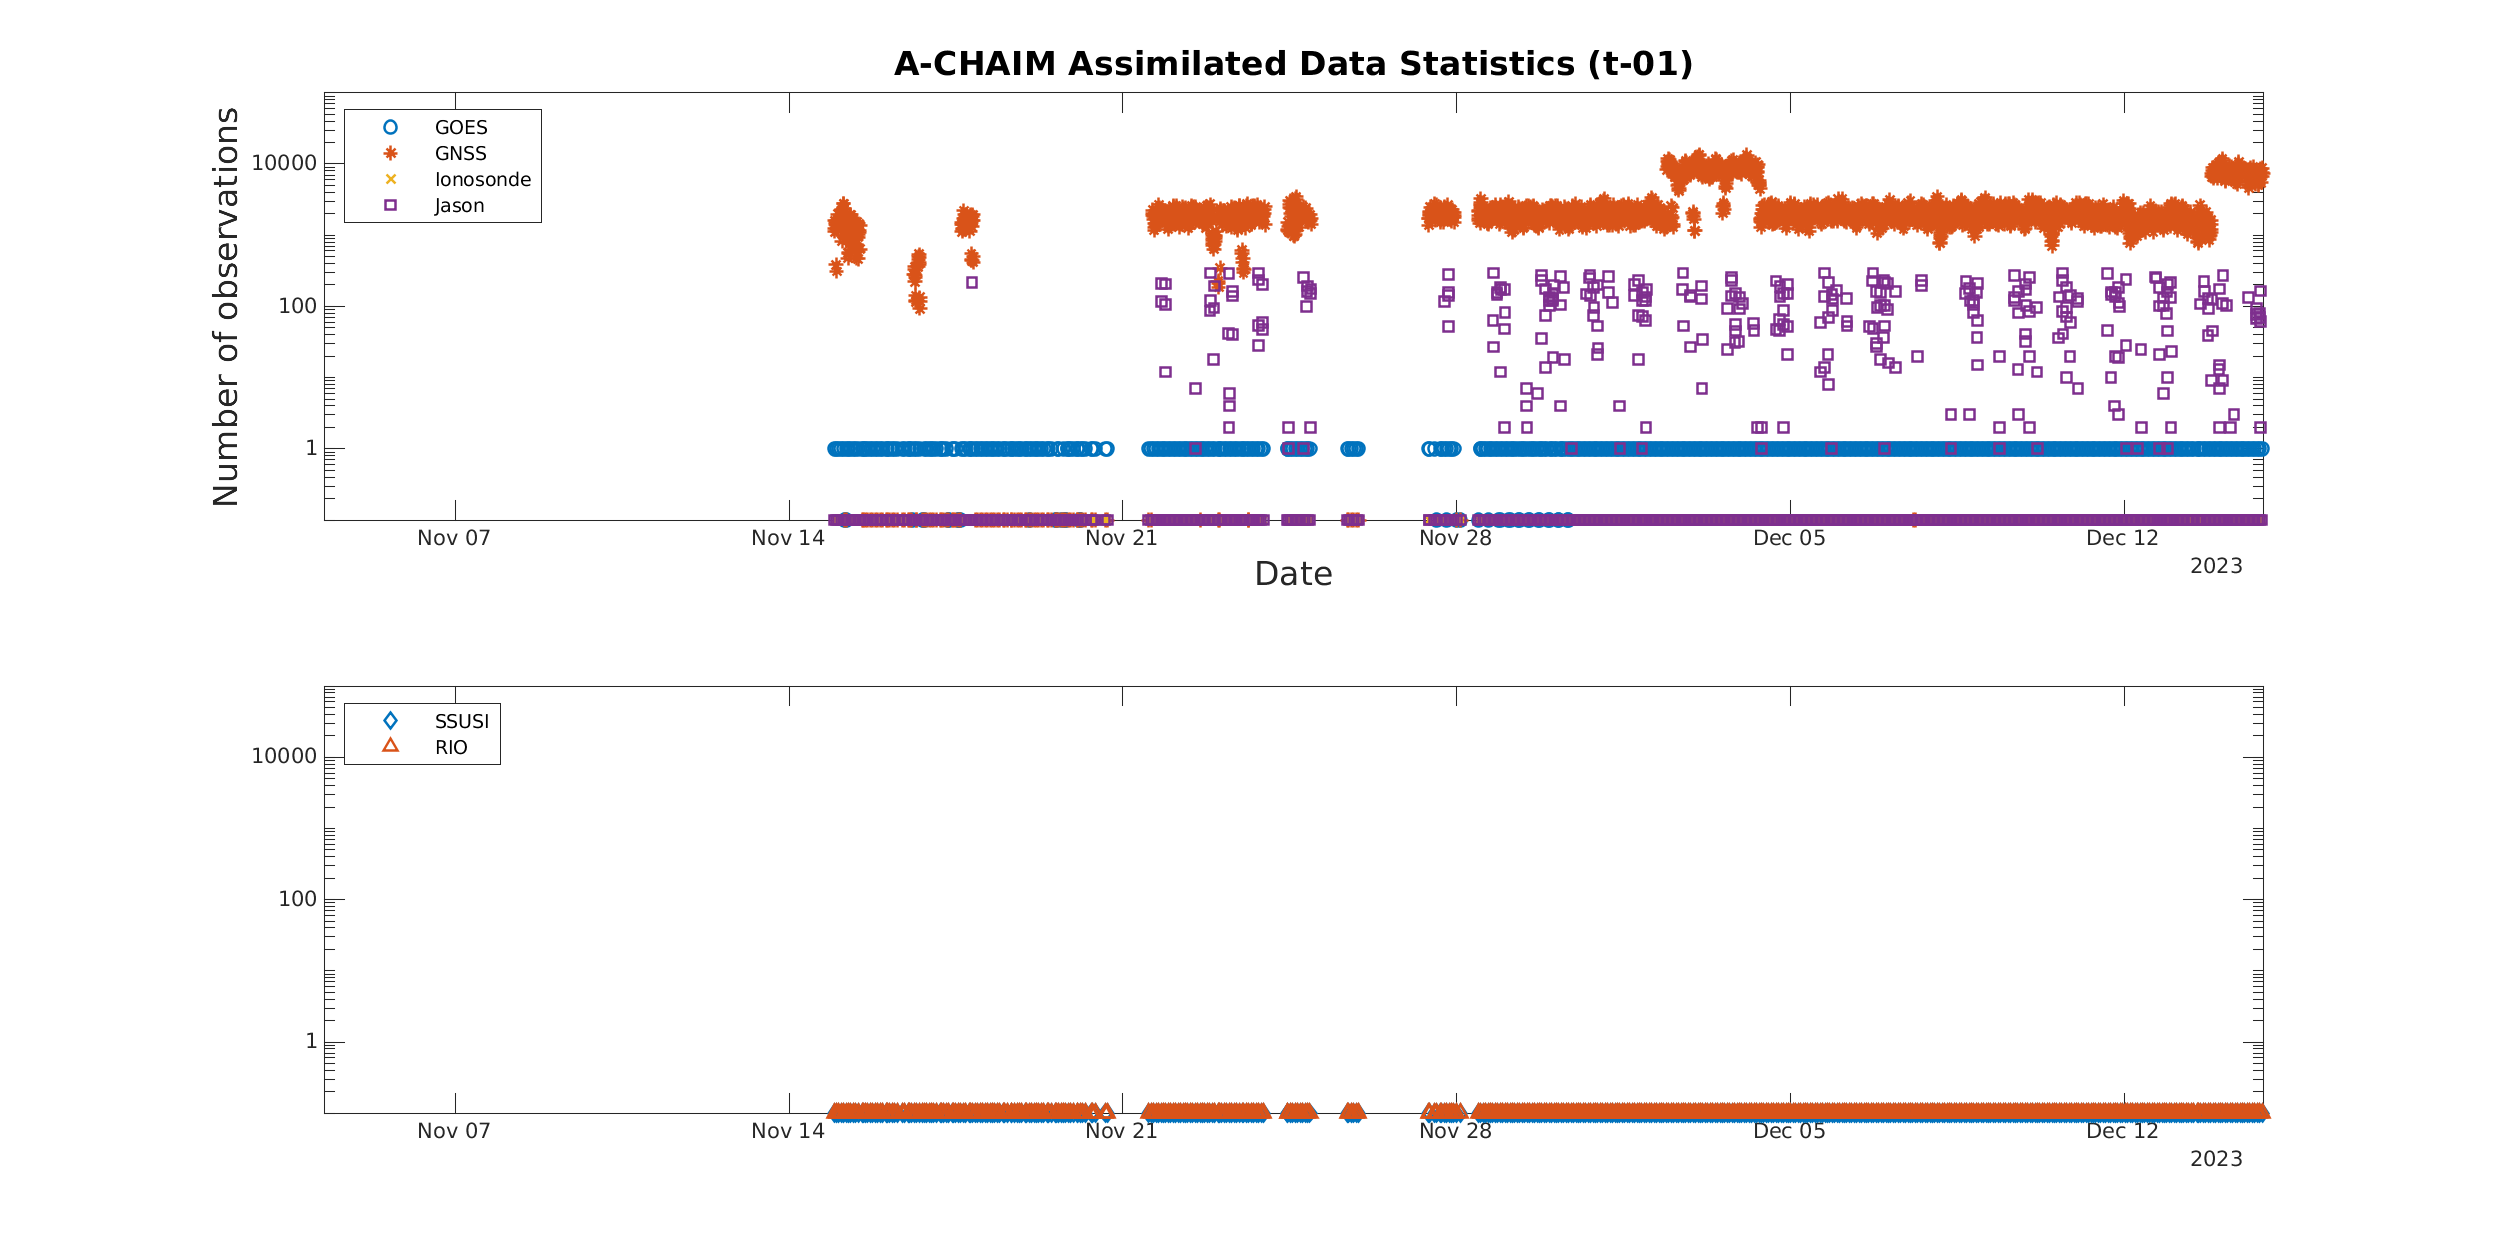 A-CHAIM Assimilated Data Statistics (t-01)
Number of observations
10000
100
1
GOES
GNSS
Ionosonde
Jason
Nov 07
Nov 14
Nov 21
Nov 28
Dec 05
Dec 12
2023
Date
10000
100
1
SSUSI
RIO
Nov 07
Nov 14
Nov 21
Nov 28
Dec 05
Dec 12
2023